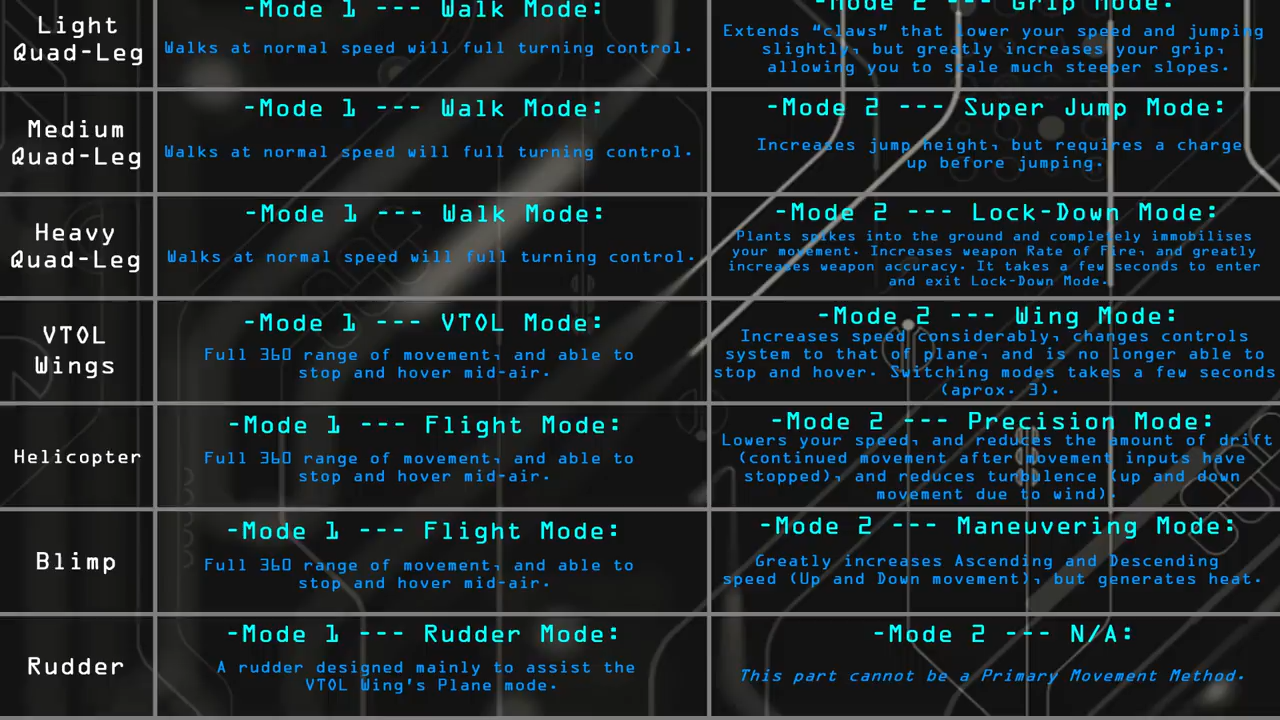 Light
Quad-Leg
-Mode 1 --- Walk Mode:
Walks at normal speed will full turning control.
-Mode 2 --- Grip Mode:
Extends “claws” that lower your speed and jumping
slightly, but greatly increases your grip,
allowing you to scale much steeper slopes.
Medium
Quad-Leg
-Mode 1 --- Walk Mode:
Walks at normal speed will full turning control.
-Mode 2 --- Super Jump Mode:
Increases jump height, but requires a charge
up before jumping.
Heavy
Quad-Leg
-Mode 1 --- Walk Mode:
Walks at normal speed will full turning control.
-Mode 2 --- Lock-Down Mode:
Plants spikes into the ground and completely immobilises
your movement. Increases weapon Rate of Fire, and greatly
increases weapon accuracy. It takes a few seconds to enter
and exit Lock-Down Mode.
VTOL
Wings
-Mode 1 --- VTOL Mode:
Full 360 range of movement, and able to
stop and hover mid-air.
-Mode 2 --- Wing Mode:
Increases speed considerably, changes controls
system to that of plane, and is no longer able to
stop and hover. Switching modes takes a few seconds
(aprox. 3).
Helicopter
-Mode 1 --- Flight Mode:
Full 360 range of movement, and able to
stop and hover mid-air.
-Mode 2 --- Precision Mode:
Lowers your speed, and reduces the amount of drift
(continued movement after movement inputs have
stopped), and reduces turbulence (up and down
movement due to wind).
Blimp
-Mode 1 --- Flight Mode:
Full 360 range of movement, and able to
stop and hover mid-air.
-Mode 2 --- Maneuvering Mode:
Greatly increases Ascending and Descending
speed (Up and Down movement), but generates heat.
Rudder
-Mode 1 --- Rudder Mode:
A rudder designed mainly to assist the
VTOL Wing's Plane mode.
-Mode 2 --- N/A:
This part cannot be a Primary Movement Method.